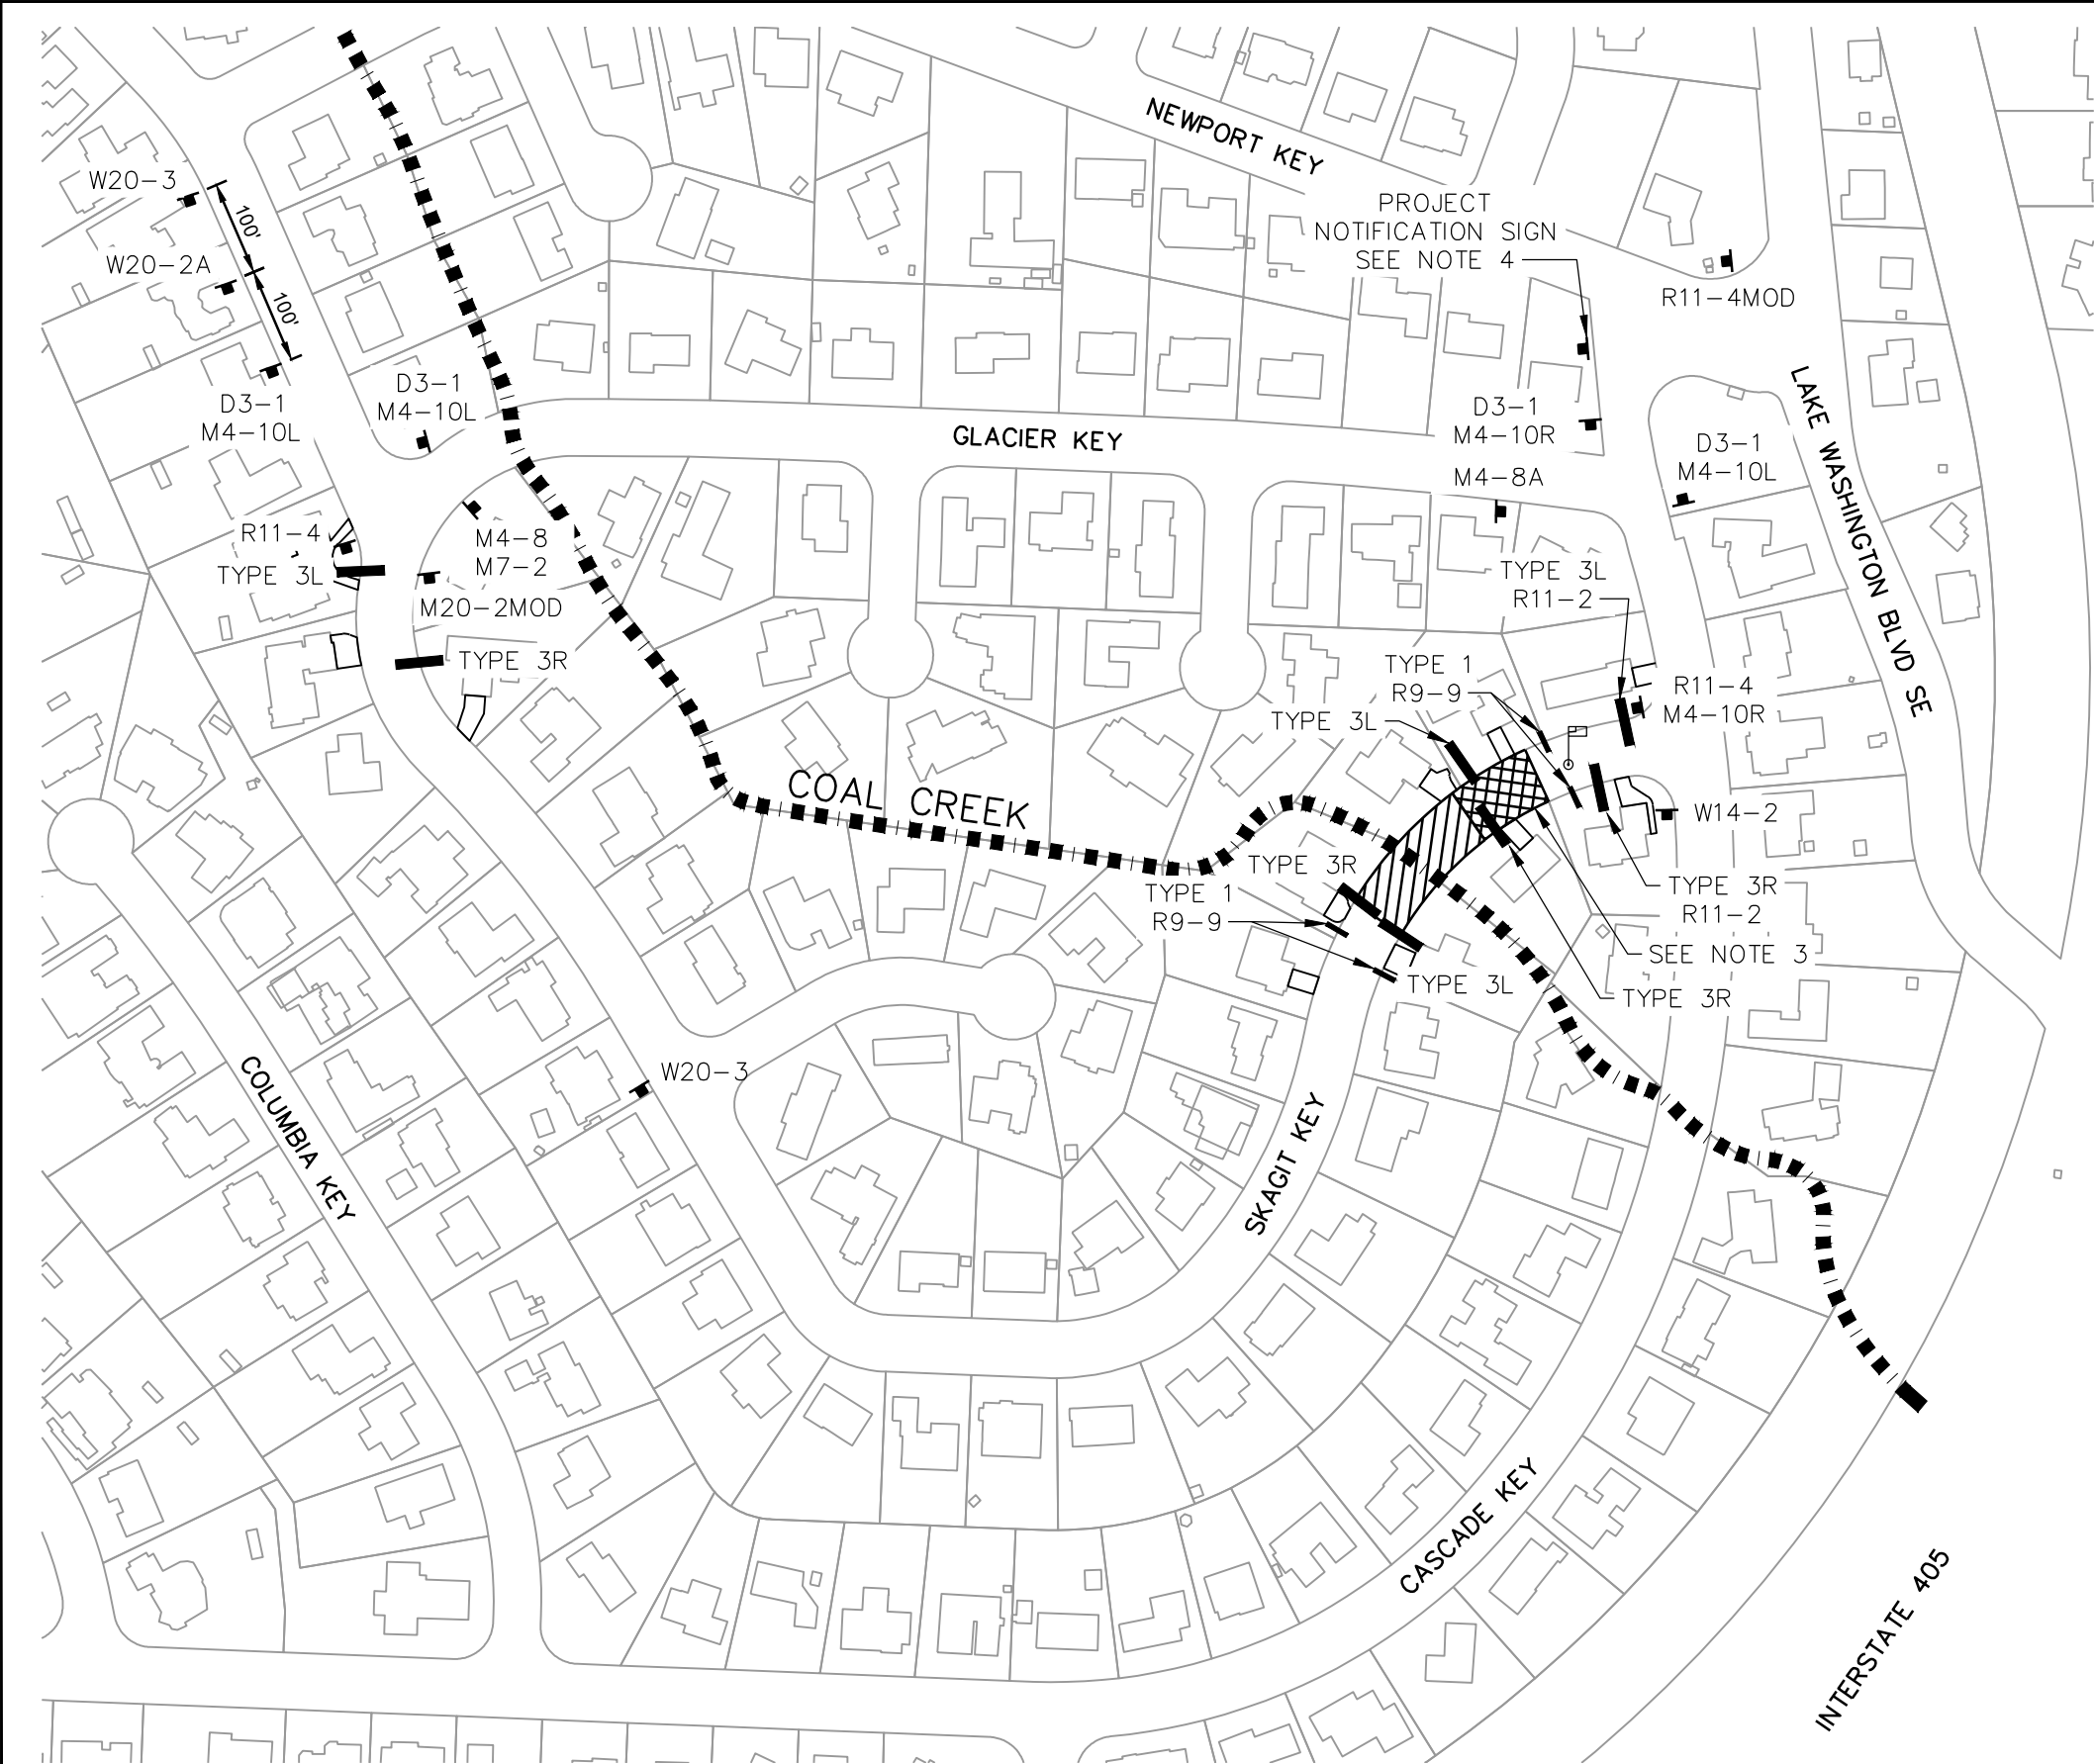 NEWPORT KEY
PROJECT
NOTIFICATION SIGN
SEE NOTE 4
W20-3
100'
W20-2A
100'
R11-4MOD
D3-1
M4-10L
D3-1
M4-10L
GLACIER KEY
D3-1
M4-10R
D3-1
M4-10L
LAKE WASHINGTON BLVD SE
M4-8A
R11-4
TYPE 3L
M4-8
M7-2
M20-2MOD
TYPE 3R
TYPE 3L
R11-2
TYPE 1
R9-9
TYPE 3L
R11-4
M4-10R
COAL CREEK
W14-2
TYPE 3R
TYPE 1
R9-9
TYPE 3R
R11-2
SEE NOTE 3
TYPE 3L
TYPE 3R
W20-3
COLUMBIA KEY
SKAGIT KEY
CASCADE KEY
INTERSTATE 405